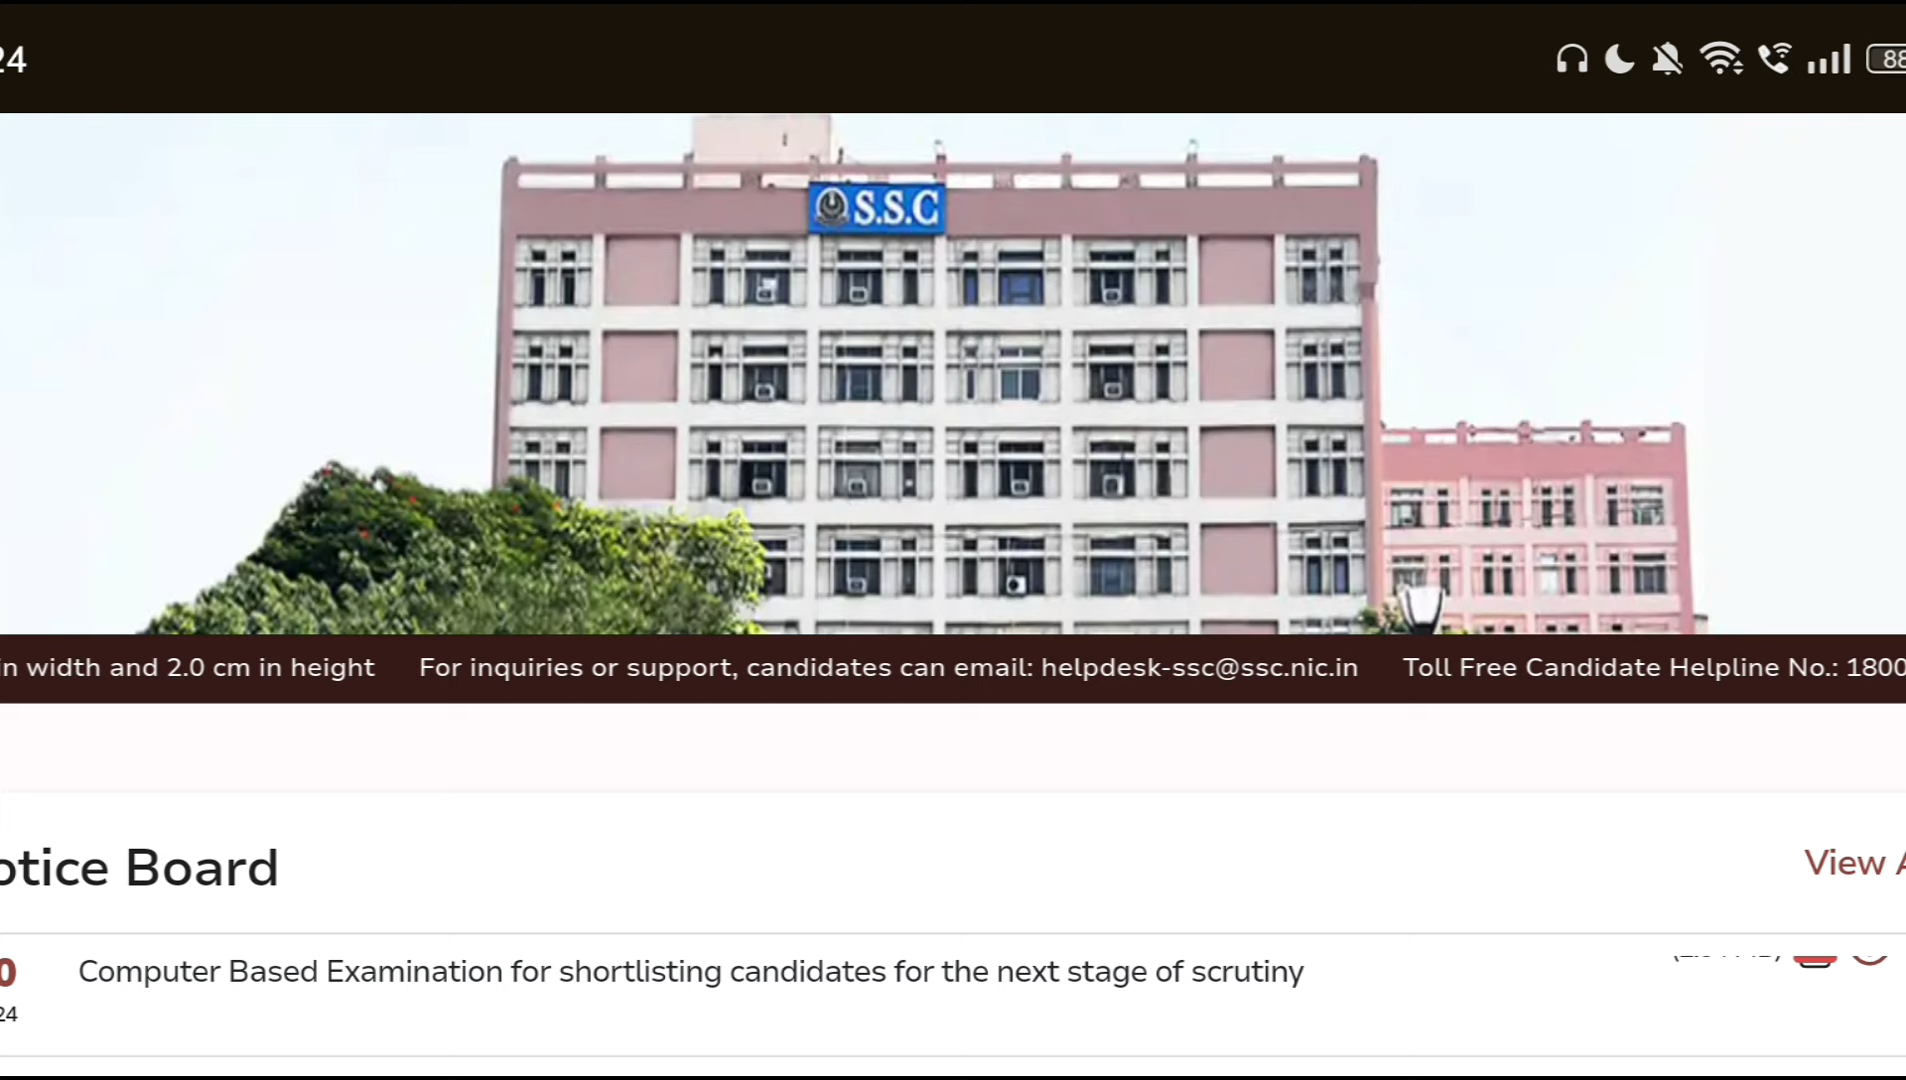 24
88
S.S.C
in width and 2.0 cm in height For inquiries or support, candidates can email: helpdesk-ssc@ssc.nic.in Toll Free Candidate Helpline No.: 1800
otice Board
View A
0
Computer Based Examination for shortlisting candidates for the next stage of scrutiny
24